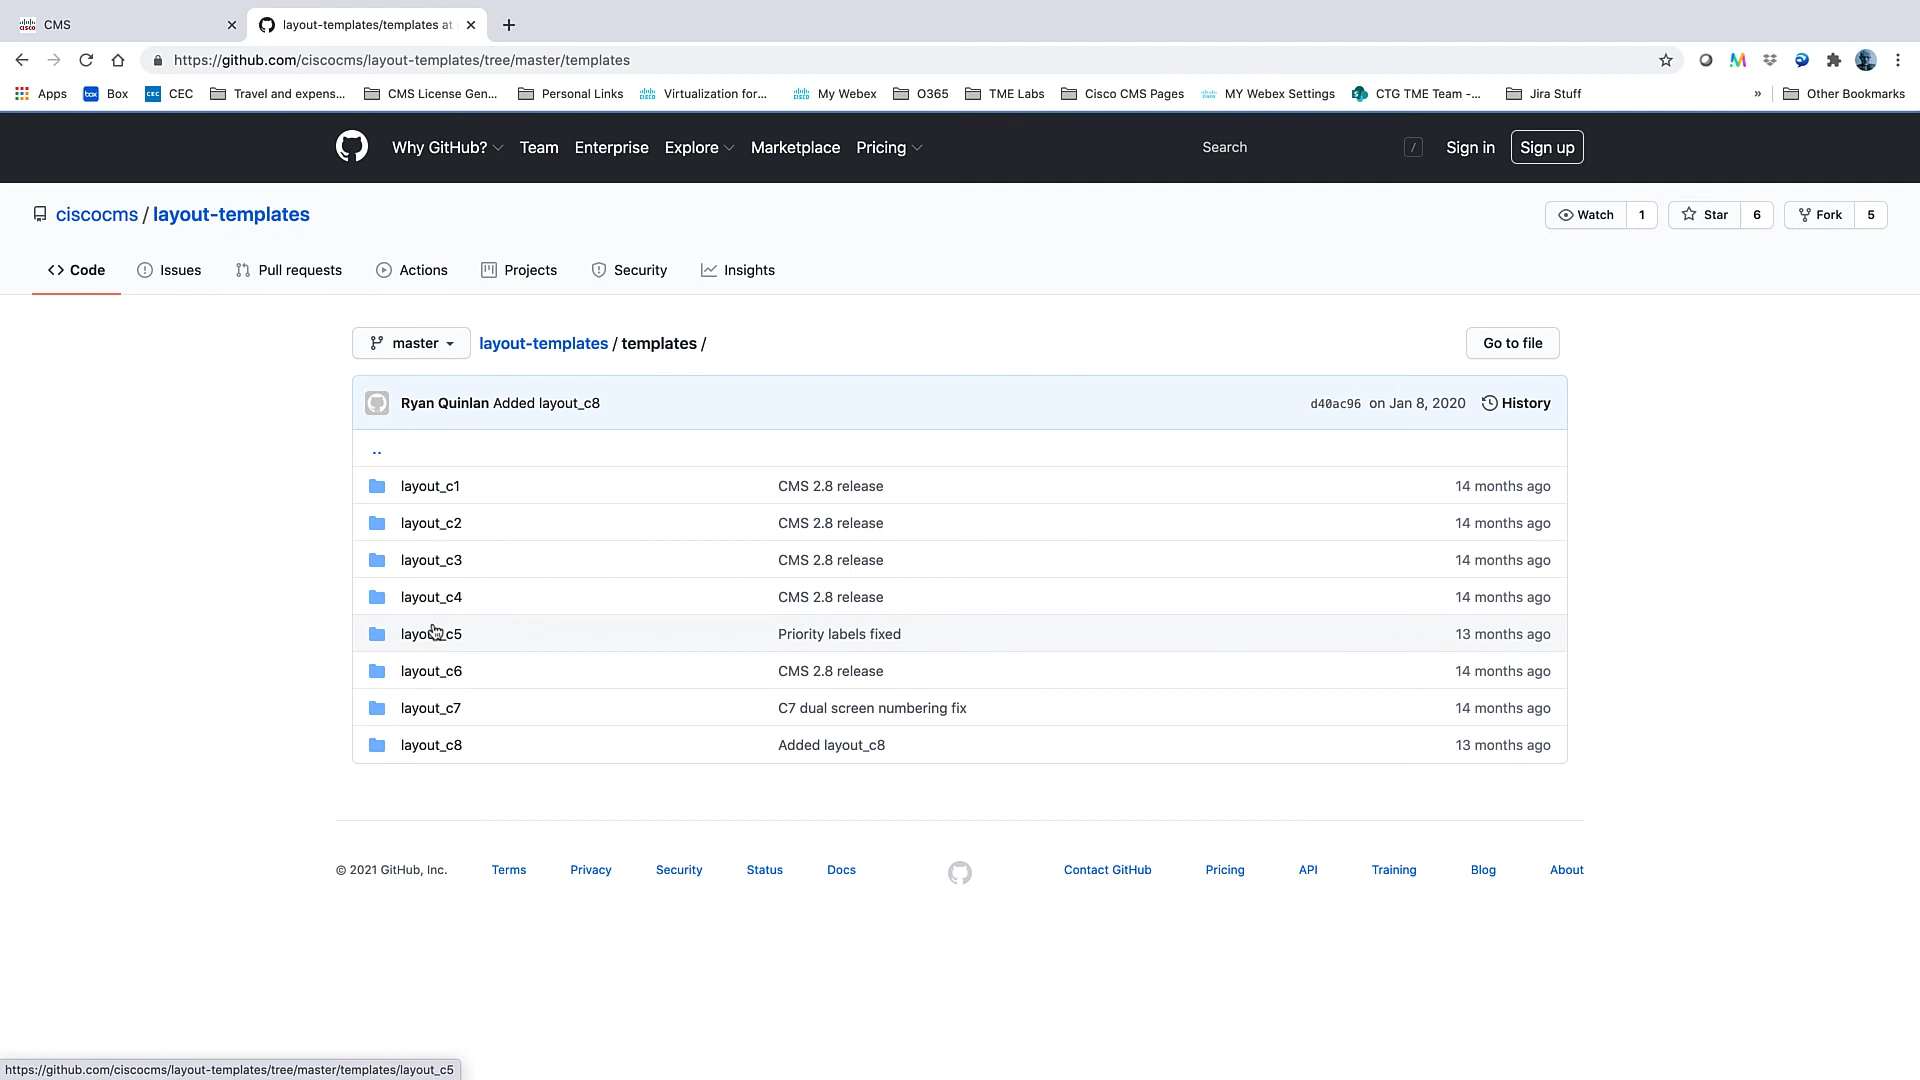 CMS
layout-templates/templates at
https://github.com/ciscocms/layout-templates/tree/master/templates
Apps Box CEC Travel and expens... CMS License Gen... Personal Links Virtualization for... My Webex O365 TME Labs Cisco CMS Pages MY Webex Settings CTG TME Team -... Jira Stuff » Other Bookmarks
Why GitHub? Team Enterprise Explore Marketplace Pricing Search / Sign in Sign up
ciscocms / layout-templates Watch 1 Star 6 Fork 5
Code Issues Pull requests Actions Projects Security Insights
master layout-templates / templates / Go to file
Ryan Quinlan Added layout_c8 d40ac96 on Jan 8, 2020 History
..
layout_c1 CMS 2.8 release 14 months ago
layout_c2 CMS 2.8 release 14 months ago
layout_c3 CMS 2.8 release 14 months ago
layout_c4 CMS 2.8 release 14 months ago
layout_c5 Priority labels fixed 13 months ago
layout_c6 CMS 2.8 release 14 months ago
layout_c7 C7 dual screen numbering fix 14 months ago
layout_c8 Added layout_c8 13 months ago
© 2021 GitHub, Inc. Terms Privacy Security Status Docs Contact GitHub Pricing API Training Blog About
https://github.com/ciscocms/layout-templates/tree/master/templates/layout_c5